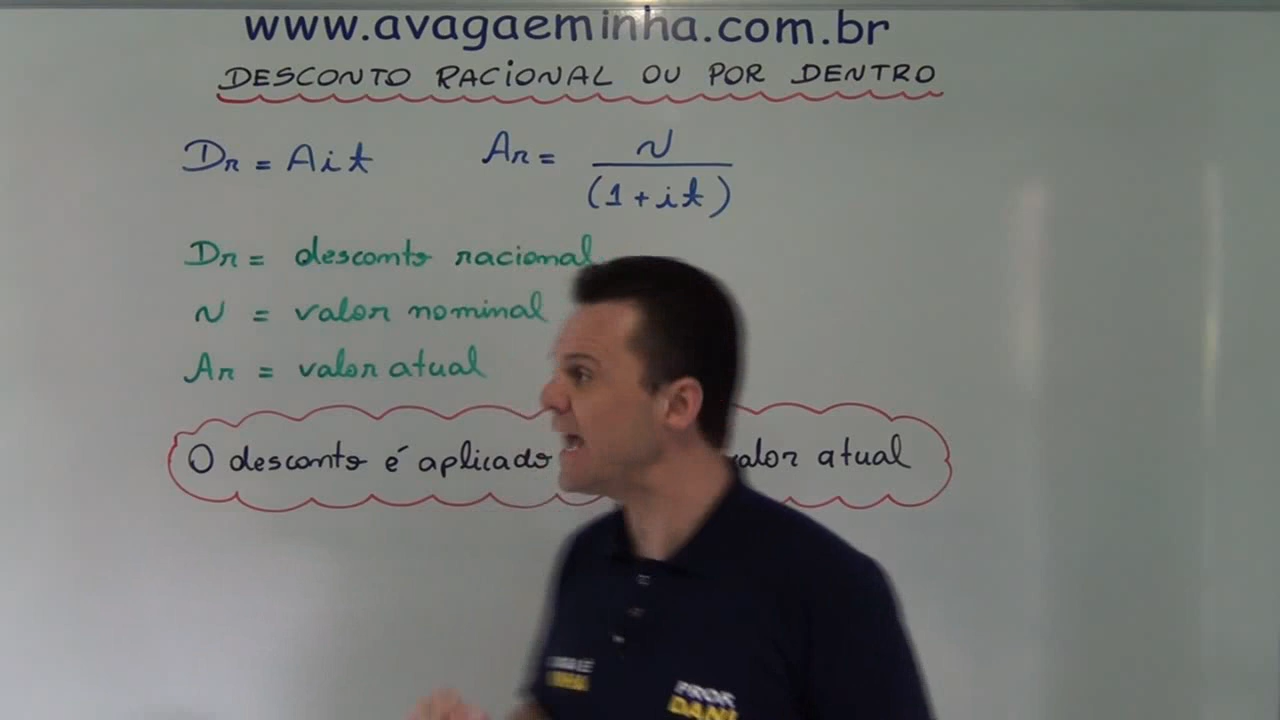 www.avagaeminha.com.br
DESCONTO RACIONAL OU POR DENTRO
Dr = Ait
Ar = N / (1 + it)
Dr = desconto racional
N = valor nominal
Ar = valor atual
O desconto é aplicado valor atual
PROF.
DANI